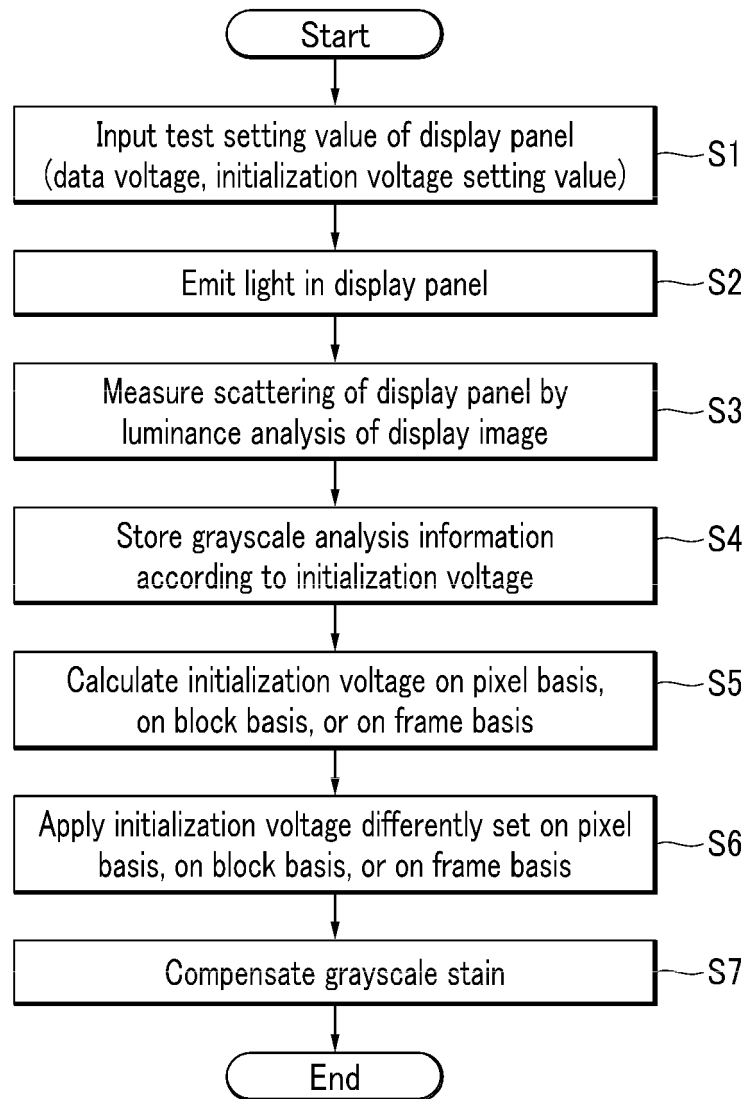 Start
Input test setting value of display panel
(data voltage, initialization voltage setting value)
S1
Emit light in display panel
S2
Measure scattering of display panel by
luminance analysis of display image
S3
Store grayscale analysis information
according to initialization voltage
S4
Calculate initialization voltage on pixel basis,
on block basis, or on frame basis
S5
Apply initialization voltage differently set on pixel
basis, on block basis, or on frame basis
S6
Compensate grayscale stain
S7
End